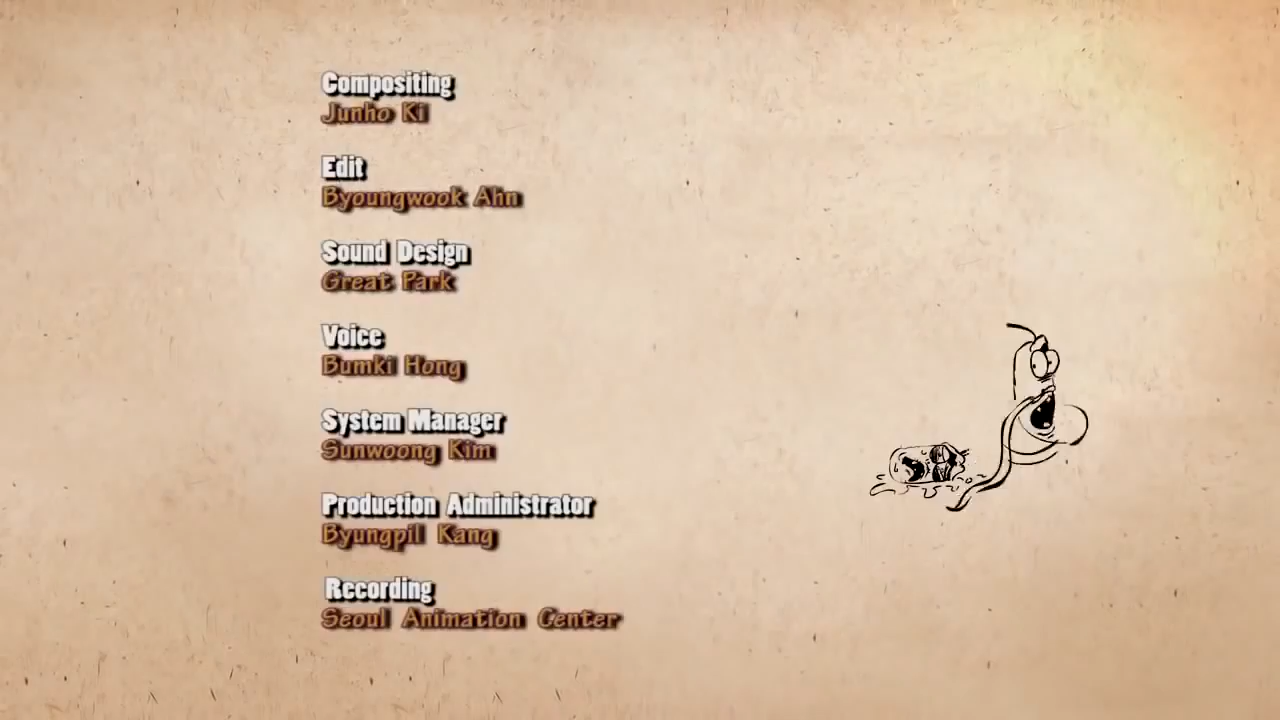 Compositing
Junho Ki
Edit
Byoungwook Ahn
Sound Design
Great Park
Voice
Bumki Hong
System Manager
Sunwoong Kim
Production Administrator
Byungpil Kang
Recording
Seoul Animation Center